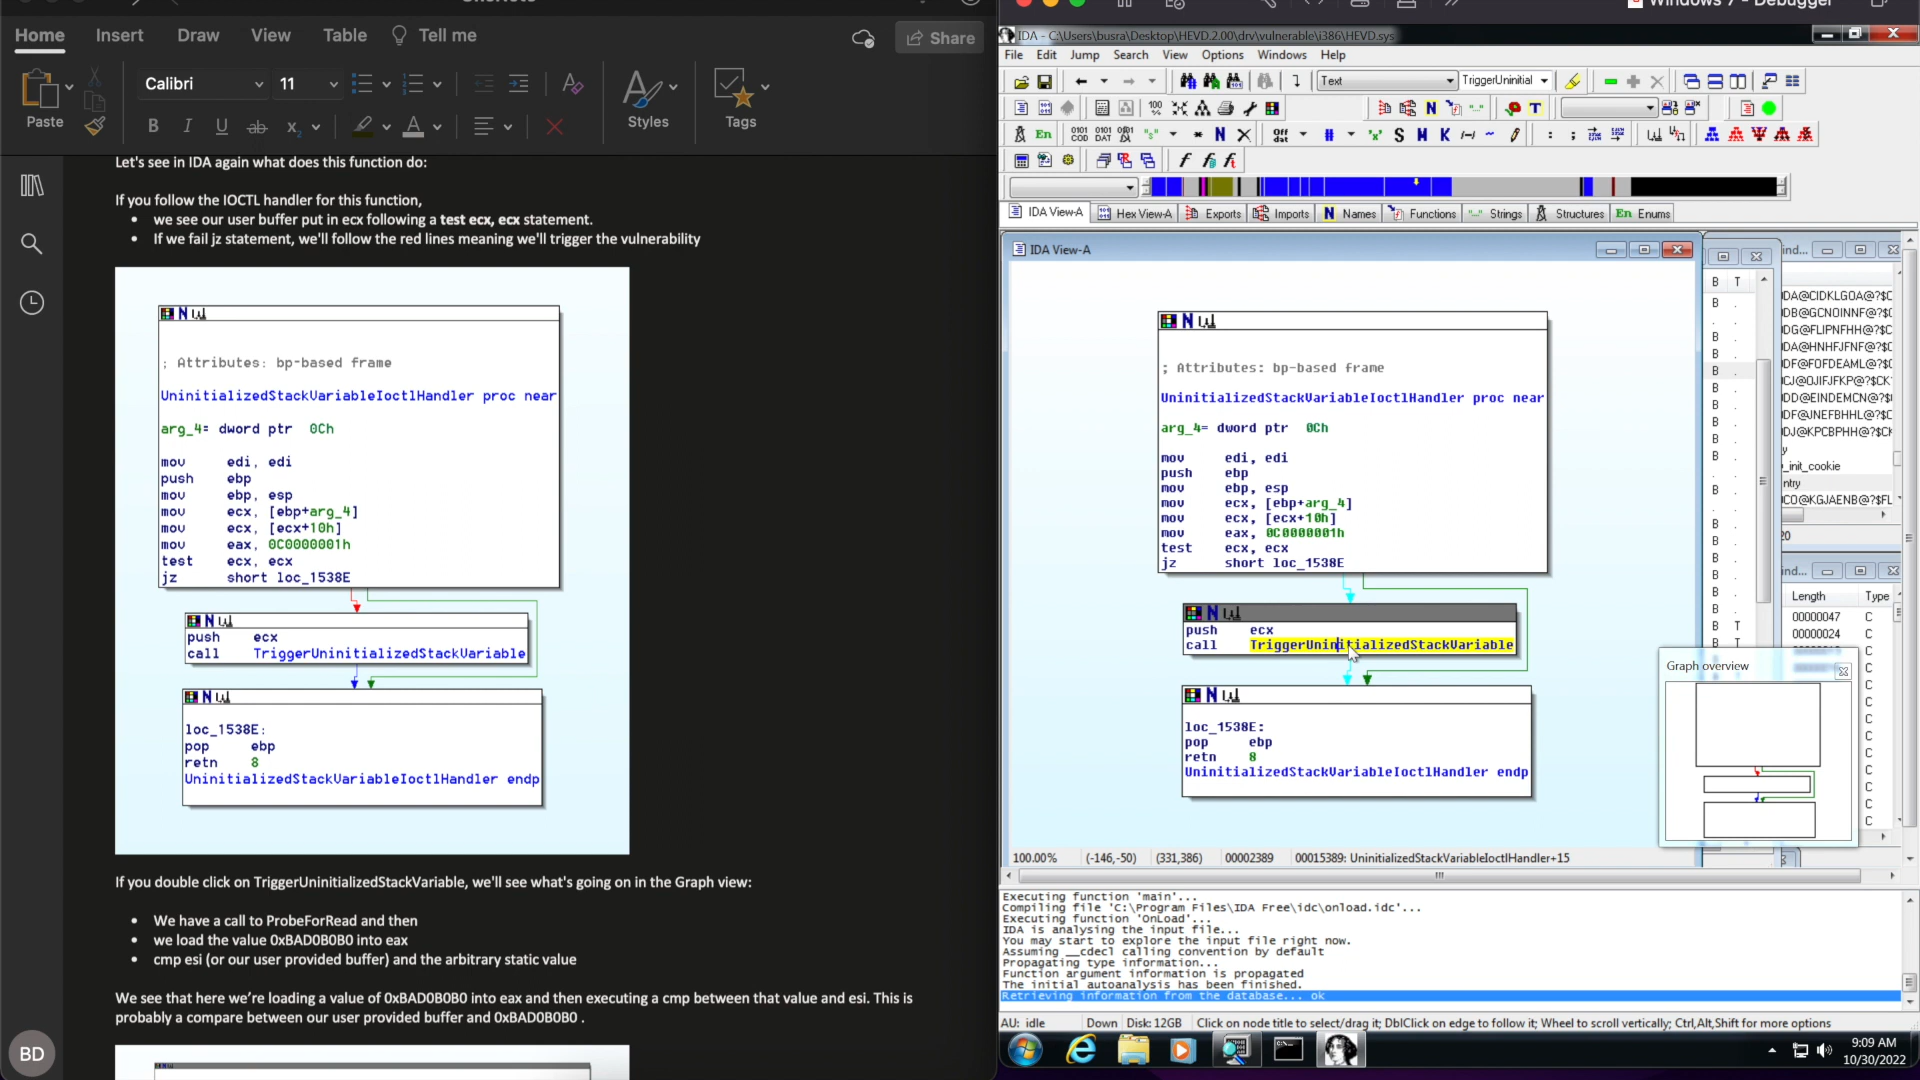 Home Insert Draw View Table Tell me Share
Calibri 11
Paste Styles Tags
Let's see in IDA again what does this function do:
If you follow the IOCTL handler for this function,
• we see our user buffer put in ecx following a test ecx, ecx statement.
• If we fail jz statement, we'll follow the red lines meaning we'll trigger the vulnerability
; Attributes: bp-based frame
UninitializedStackVariableIoctlHandler proc near
arg_4= dword ptr 0Ch
mov edi, edi
push ebp
mov ebp, esp
mov ecx, [ebp+arg_4]
mov ecx, [ecx+10h]
mov eax, 0C0000001h
test ecx, ecx
jz short loc_1538E
push ecx
call TriggerUninitializedStackVariable
loc_1538E:
pop ebp
retn 8
UninitializedStackVariableIoctlHandler endp
If you double click on TriggerUninitializedStackVariable, we'll see what's going on in the Graph view:
• We have a call to ProbeForRead and then
• we load the value 0xBAD0B0B0 into eax
• cmp esi (or our user provided buffer) and the arbitrary static value
We see that here we're loading a value of 0xBAD0B0B0 into eax and then executing a cmp between that value and esi. This is
probably a compare between our user provided buffer and 0xBAD0B0B0 .
BD
Windows 7 - Debugger
IDA - C:\Users\busra\Desktop\HEVD.2.00\drv\vulnerable\i386\HEVD.sys
File Edit Jump Search View Options Windows Help
Text TriggerUninitial
IDA View-A Hex View-A Exports Imports Names Functions Strings Structures Enums
IDA View-A
; Attributes: bp-based frame
UninitializedStackVariableIoctlHandler proc near
arg_4= dword ptr 0Ch
mov edi, edi
push ebp
mov ebp, esp
mov ecx, [ebp+arg_4]
mov ecx, [ecx+10h]
mov eax, 0C0000001h
test ecx, ecx
jz short loc_1538E
push ecx
call TriggerUninitializedStackVariable
loc_1538E:
pop ebp
retn 8
UninitializedStackVariableIoctlHandler endp
100.00% (-146,-50) (331,386) 00002389 00015389: UninitializedStackVariableIoctlHandler+15
_init_cookie
Length Type
00000047 C
00000024 C
Graph overview
Executing function 'main'...
Compiling file 'C:\Program Files\IDA Free\idc\onload.idc'...
Executing function 'OnLoad'...
IDA is analysing the input file...
You may start to explore the input file right now.
Assuming __cdecl calling convention by default
Propagating type information...
Function argument information is propagated
The initial autoanalysis has been finished.
Retrieving information from the database... ok
AU: idle Down Disk: 12GB Click on node title to select/drag it; DblClick on edge to follow it; Wheel to scroll vertically; Ctrl,Alt,Shift for more options
9:09 AM
10/30/2022